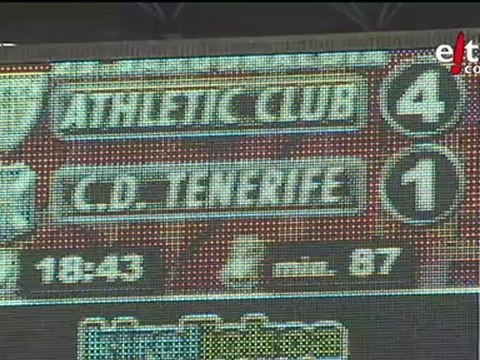 ATHLETIC CLUB 4
C.D. TENERIFE 1
18:43 min. 87